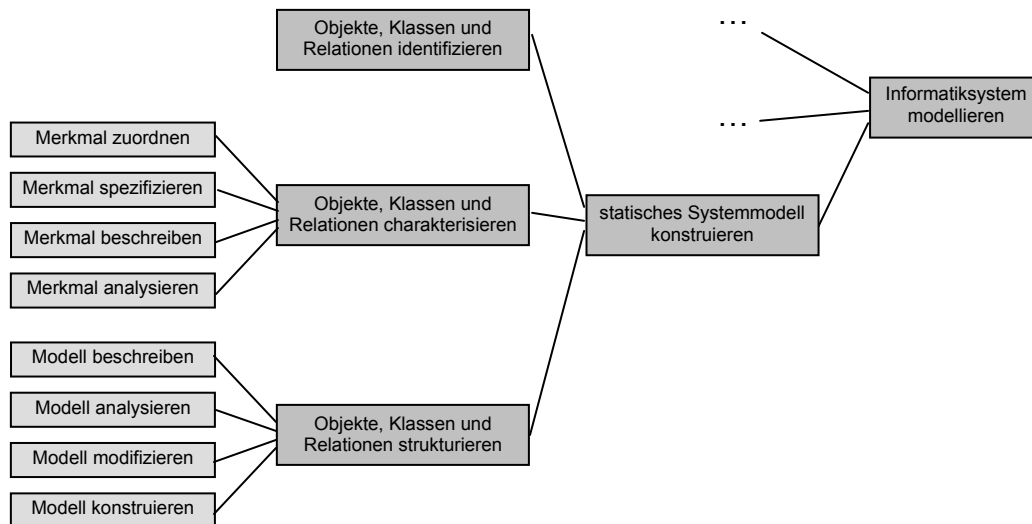 Objekte, Klassen und
Relationen identifizieren
...
...
Informatiksystem
modellieren
Merkmal zuordnen
Merkmal spezifizieren
Merkmal beschreiben
Merkmal analysieren
Objekte, Klassen und
Relationen charakterisieren
statisches Systemmodell
konstruieren
Modell beschreiben
Modell analysieren
Modell modifizieren
Modell konstruieren
Objekte, Klassen und
Relationen strukturieren